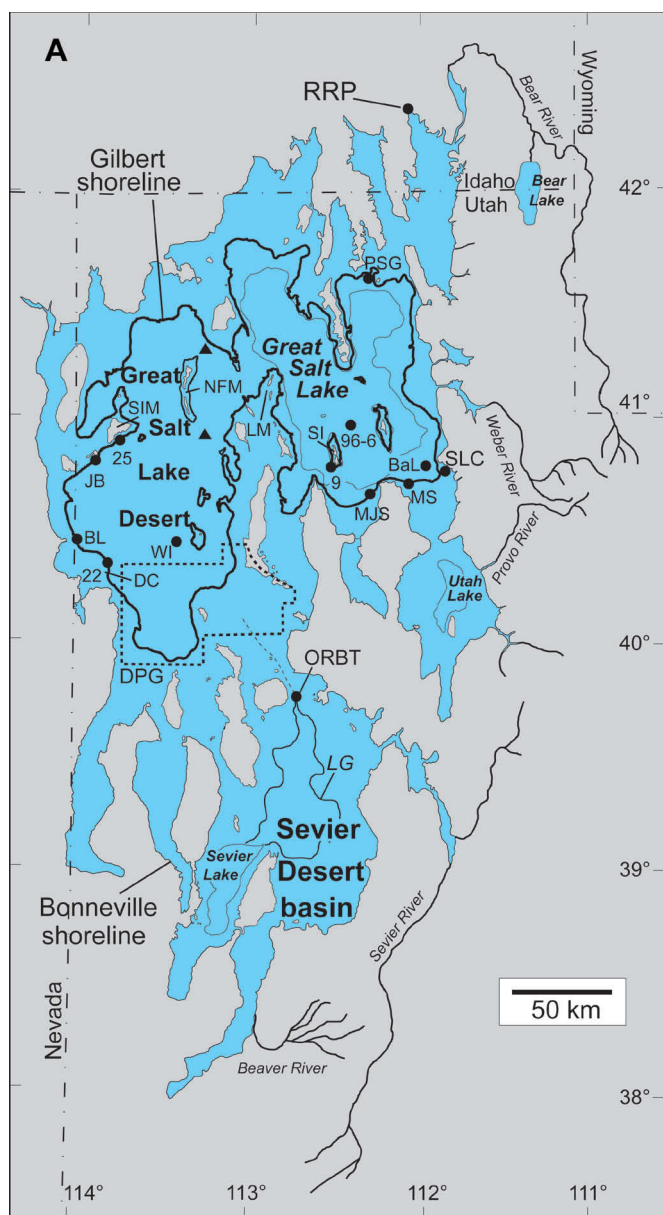 A
RRP
Bear River
Wyoming
Gilbert
shoreline
Idaho
Utah
Bear
Lake
42°
PSG
Great
Salt
Lake
Great
NFM
SIM
LM
41°
Salt
SI
96-6
25
Weber River
JB
Lake
9
BaL
SLC
MJS
MS
Desert
BL
WI
Provo River
22
DC
Utah
Lake
40°
DPG
ORBT
LG
Sevier
Sevier
Lake
Desert
basin
39°
Bonneville
shoreline
Sevier River
50 km
Nevada
Beaver River
38°
114°
113°
112°
111°